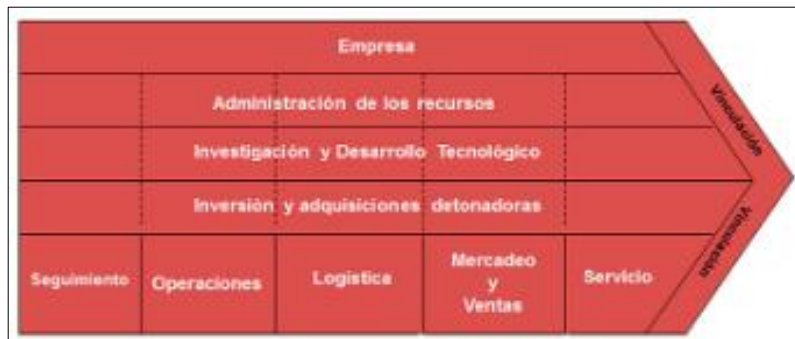 Empresa
Administración de los recursos
Investigación y Desarrollo Tecnológico
Inversión y adquisiciones detonadoras
Seguimiento
Operaciones
Logística
Mercadeo
y
Ventas
Servicio
Vinculación
Vinculación